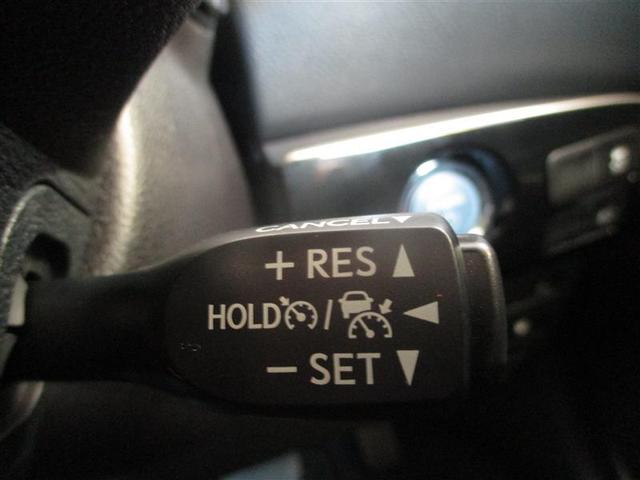 CANCEL▼
+ RES ▲
HOLD / ◀
− SET ▼